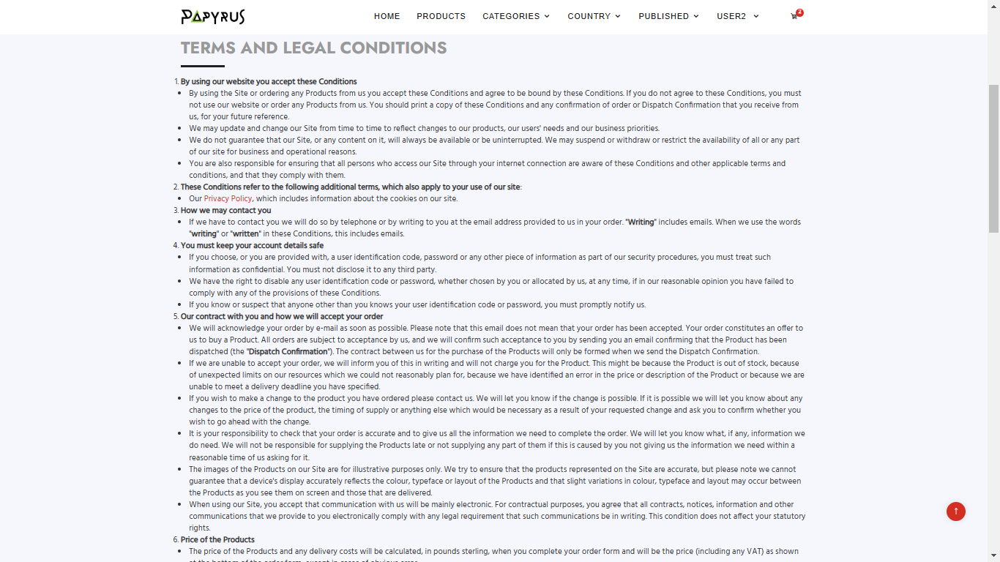 PAPYRUS
HOME PRODUCTS CATEGORIES COUNTRY PUBLISHED USER2 2
TERMS AND LEGAL CONDITIONS
1. By using our website you accept these Conditions
• By using the Site or ordering any Products from us you accept these Conditions and agree to be bound by these Conditions. If you do not agree to these Conditions, you must
not use our website or order any Products from us. You should print a copy of these Conditions and any confirmation of order or Dispatch Confirmation that you receive from
us, for your future reference.
• We may update and change our Site from time to time to reflect changes to our products, our users' needs and our business priorities.
• We do not guarantee that our Site, or any content on it, will always be available or be uninterrupted. We may suspend or withdraw or restrict the availability of all or any part
of our site for business and operational reasons.
• You are also responsible for ensuring that all persons who access our Site through your internet connection are aware of these Conditions and other applicable terms and
conditions, and that they comply with them.
2. These Conditions refer to the following additional terms, which also apply to your use of our site:
• Our Privacy Policy, which includes information about the cookies on our site.
3. How we may contact you
• If we have to contact you we will do so by telephone or by writing to you at the email address provided to us in your order. "Writing" includes emails. When we use the words
"writing" or "written" in these Conditions, this includes emails.
4. You must keep your account details safe
• If you choose, or you are provided with, a user identification code, password or any other piece of information as part of our security procedures, you must treat such
information as confidential. You must not disclose it to any third party.
• We have the right to disable any user identification code or password, whether chosen by you or allocated by us, at any time, if in our reasonable opinion you have failed to
comply with any of the provisions of these Conditions.
• If you know or suspect that anyone other than you knows your user identification code or password, you must promptly notify us.
5. Our contract with you and how we will accept your order
• We will acknowledge your order by e-mail as soon as possible. Please note that this email does not mean that your order has been accepted. Your order constitutes an offer to
us to buy a Product. All orders are subject to acceptance by us, and we will confirm such acceptance to you by sending you an email confirming that the Product has been
dispatched (the "Dispatch Confirmation"). The contract between us for the purchase of the Products will only be formed when we send the Dispatch Confirmation.
• If we are unable to accept your order, we will inform you of this in writing and will not charge you for the Product. This might be because the Product is out of stock, because
of unexpected limits on our resources which we could not reasonably plan for, because we have identified an error in the price or description of the Product or because we are
unable to meet a delivery deadline you have specified.
• If you wish to make a change to the product you have ordered please contact us. We will let you know if the change is possible. If it is possible we will let you know about any
changes to the price of the product, the timing of supply or anything else which would be necessary as a result of your requested change and ask you to confirm whether you
wish to go ahead with the change.
• It is your responsibility to check that your order is accurate and to give us all the information we need to complete the order. We will let you know what, if any, information we
do need. We will not be responsible for supplying the Products late or not supplying any part of them if this is caused by you not giving us the information we need within a
reasonable time of us asking for it.
• The images of the Products on our Site are for illustrative purposes only. We try to ensure that the products represented on the Site are accurate, but please note we cannot
guarantee that a device's display accurately reflects the colour, typeface or layout of the Products and that slight variations in colour, typeface and layout may occur between
the Products as you see them on screen and those that are delivered.
• When using our Site, you accept that communication with us will be mainly electronic. For contractual purposes, you agree that all contracts, notices, information and other
communications that we provide to you electronically comply with any legal requirement that such communications be in writing. This condition does not affect your statutory
rights.
6. Price of the Products
• The price of the Products and any delivery costs will be calculated, in pounds sterling, when you complete your order form and will be the price (including any VAT) as shown